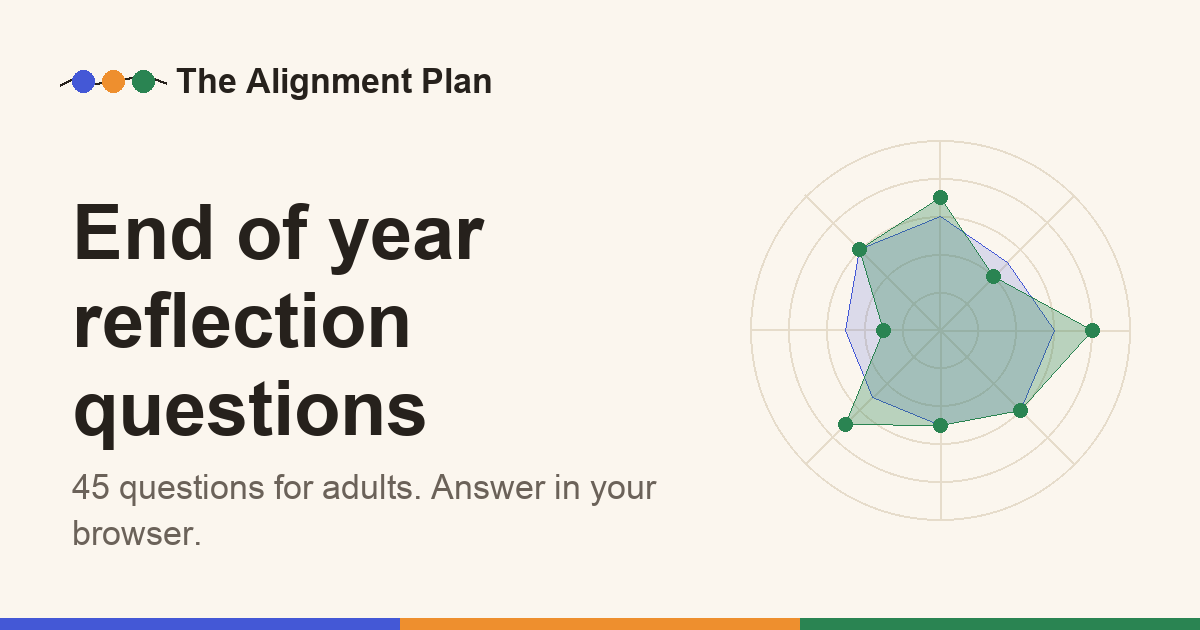 The Alignment Plan
End of year
reflection
questions
45 questions for adults. Answer in your
browser.